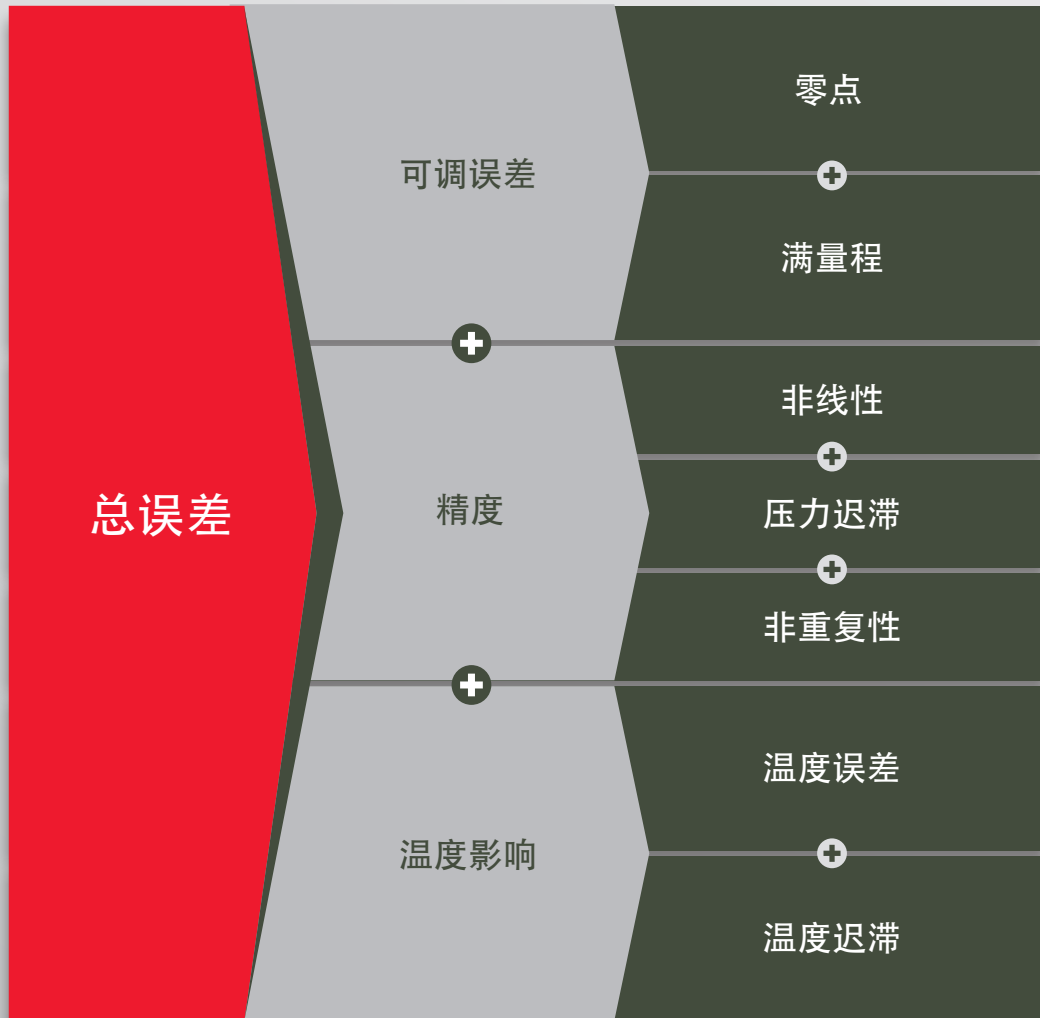 总误差
可调误差
零点
满量程
精度
非线性
压力迟滞
非重复性
温度影响
温度误差
温度迟滞